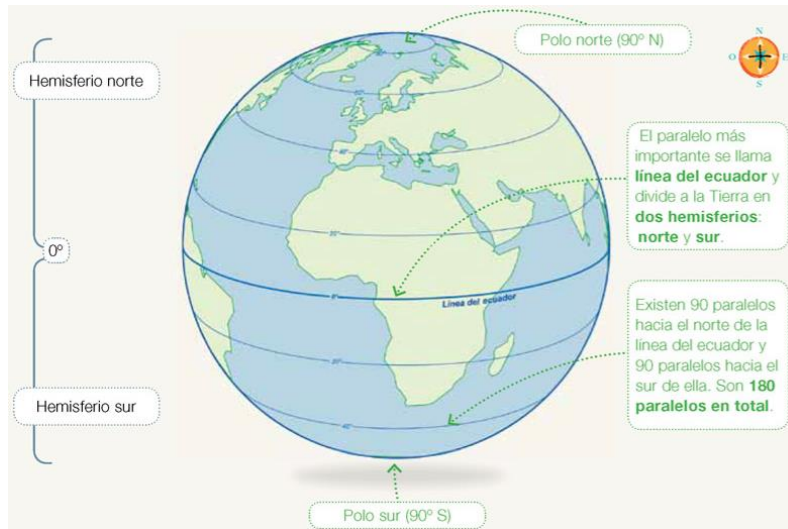 Polo norte (90º N)
N
O
E
S
Hemisferio norte
El paralelo más
importante se llama
línea del ecuador y
divide a la Tierra en
dos hemisferios:
norte y sur.
0º
Línea del ecuador
Existen 90 paralelos
hacia el norte de la
línea del ecuador y
90 paralelos hacia el
sur de ella. Son 180
paralelos en total.
Hemisferio sur
Polo sur (90º S)